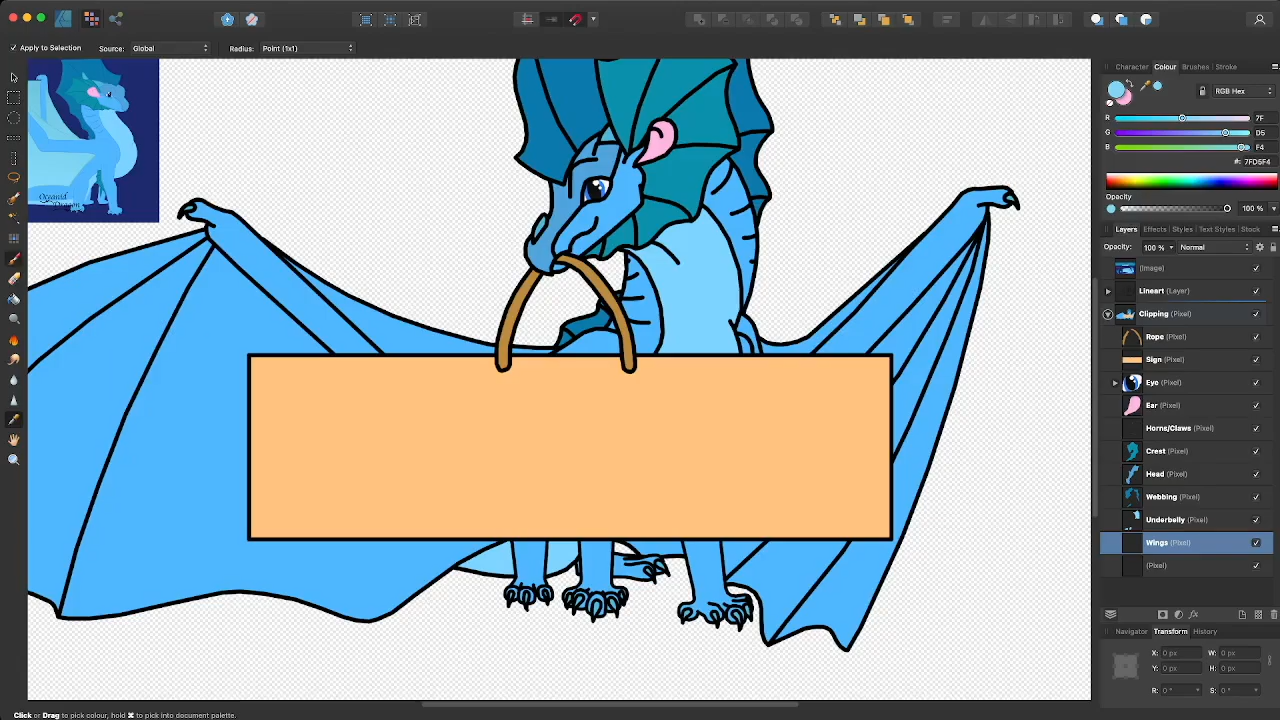 Apply to Selection Source: Global Radius: Point (1x1)
Character Colour Brushes Stroke
RGB Hex
R 7F
G D5
B F4
#: 7FD5F4
Opacity
100 %
Layers Effects Styles Text Styles Stock
Opacity: 100 % Normal
(Image)
Lineart (Layer)
Clipping (Pixel)
Rope (Pixel)
Sign (Pixel)
Eye (Pixel)
Ear (Pixel)
Horns/Claws (Pixel)
Crest (Pixel)
Head (Pixel)
Webbing (Pixel)
Underbelly (Pixel)
Wings (Pixel)
(Pixel)
Navigator Transform History
X: 0 px W: 0 px
Y: 0 px H: 0 px
R: 0 ° S: 0 °
Oceanid
Dragon
Click or Drag to pick colour, hold ⌘ to pick into document palette.